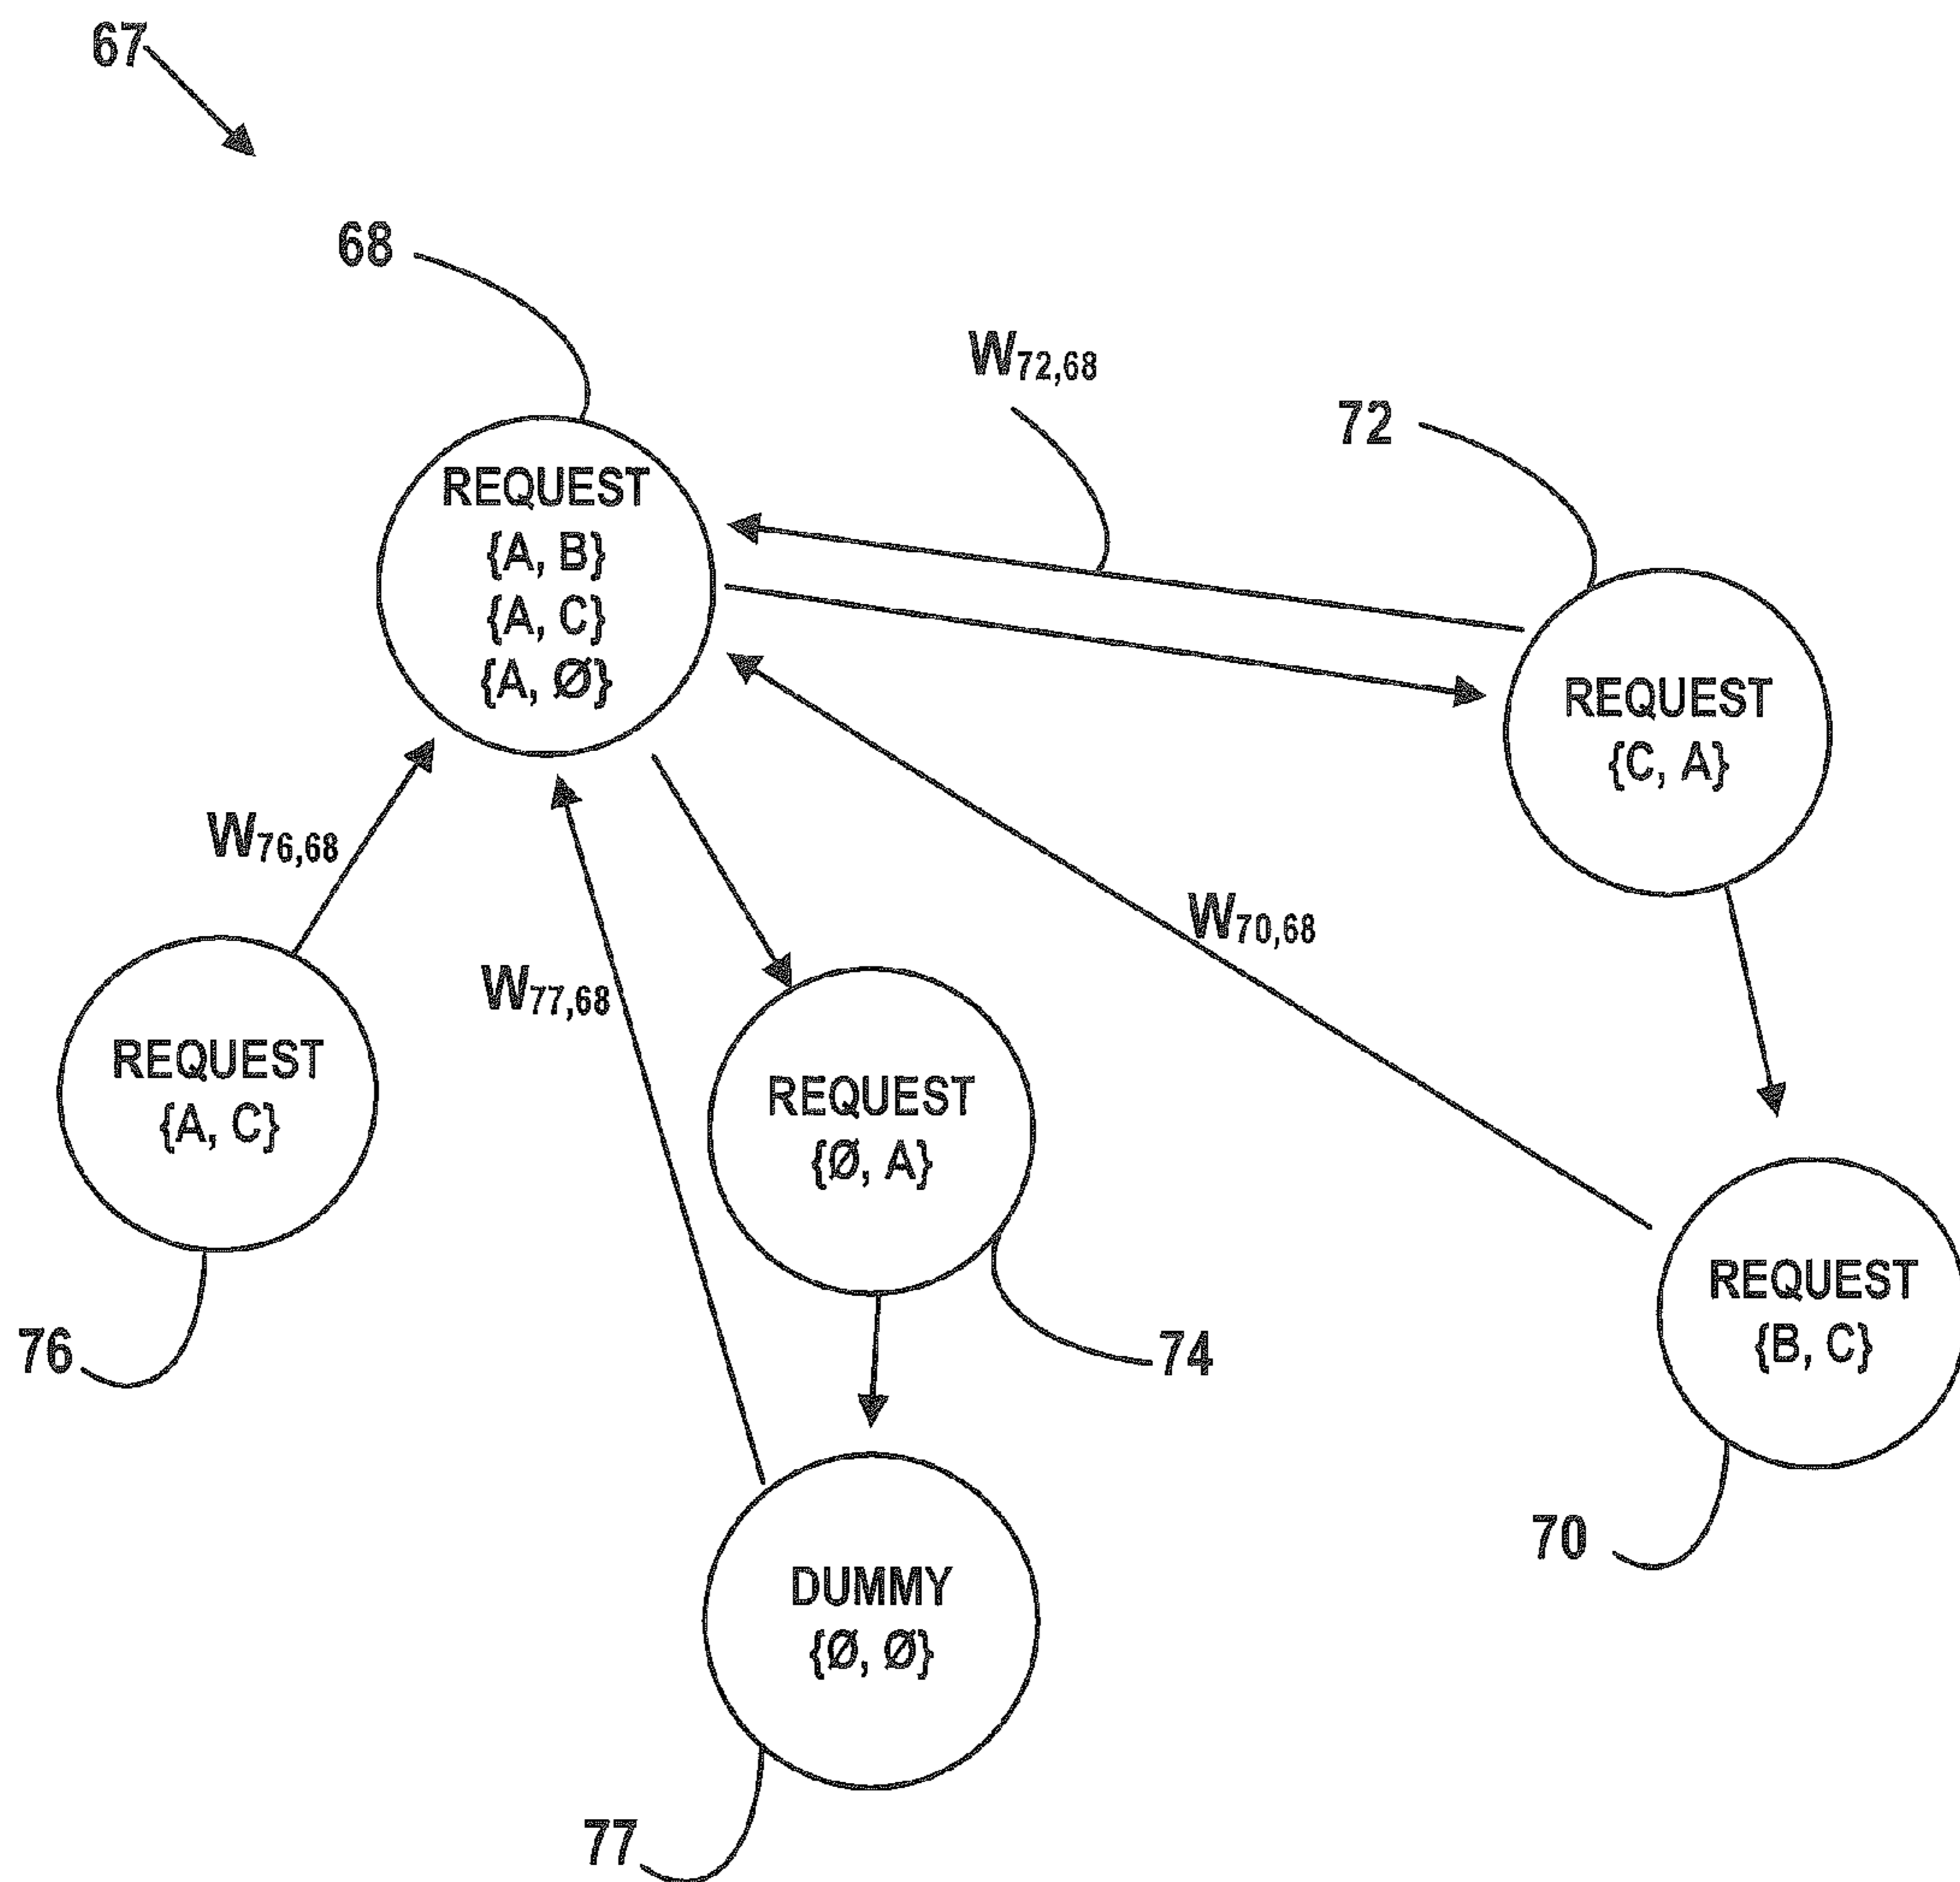 67
68
W72,68
72
REQUEST
{A, B}
{A, C}
{A, Ø}
REQUEST
{C, A}
W76,68
W70,68
W77,68
REQUEST
{A, C}
REQUEST
{Ø, A}
REQUEST
{B, C}
76
74
70
DUMMY
{Ø, Ø}
77